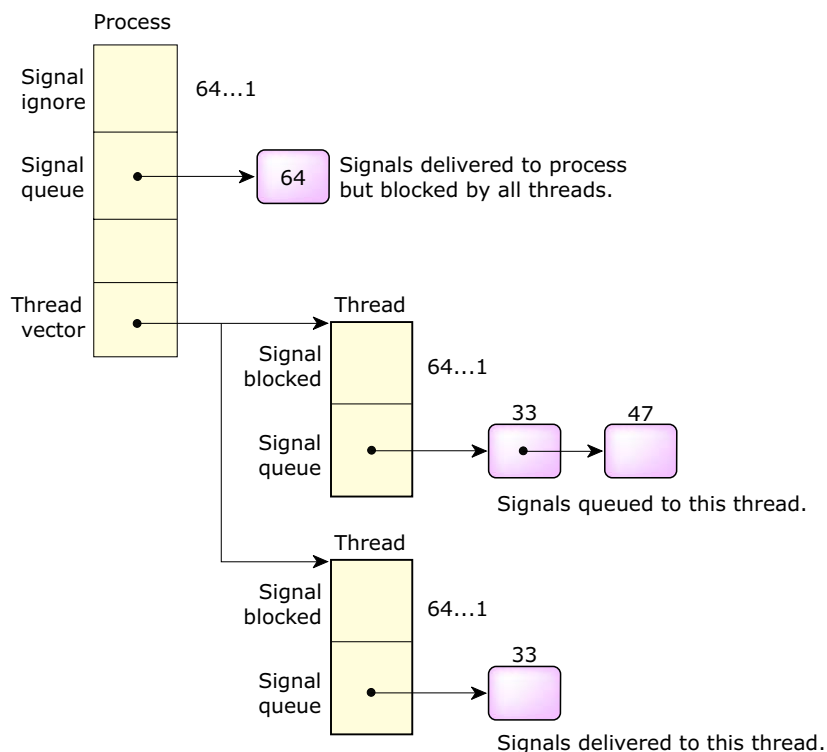 Process
Signal
ignore
64...1
Signal
queue
64
Signals delivered to process
but blocked by all threads.
Thread
vector
Thread
Signal
blocked
64...1
Signal
queue
33
47
Signals queued to this thread.
Thread
Signal
blocked
64...1
Signal
queue
33
Signals delivered to this thread.